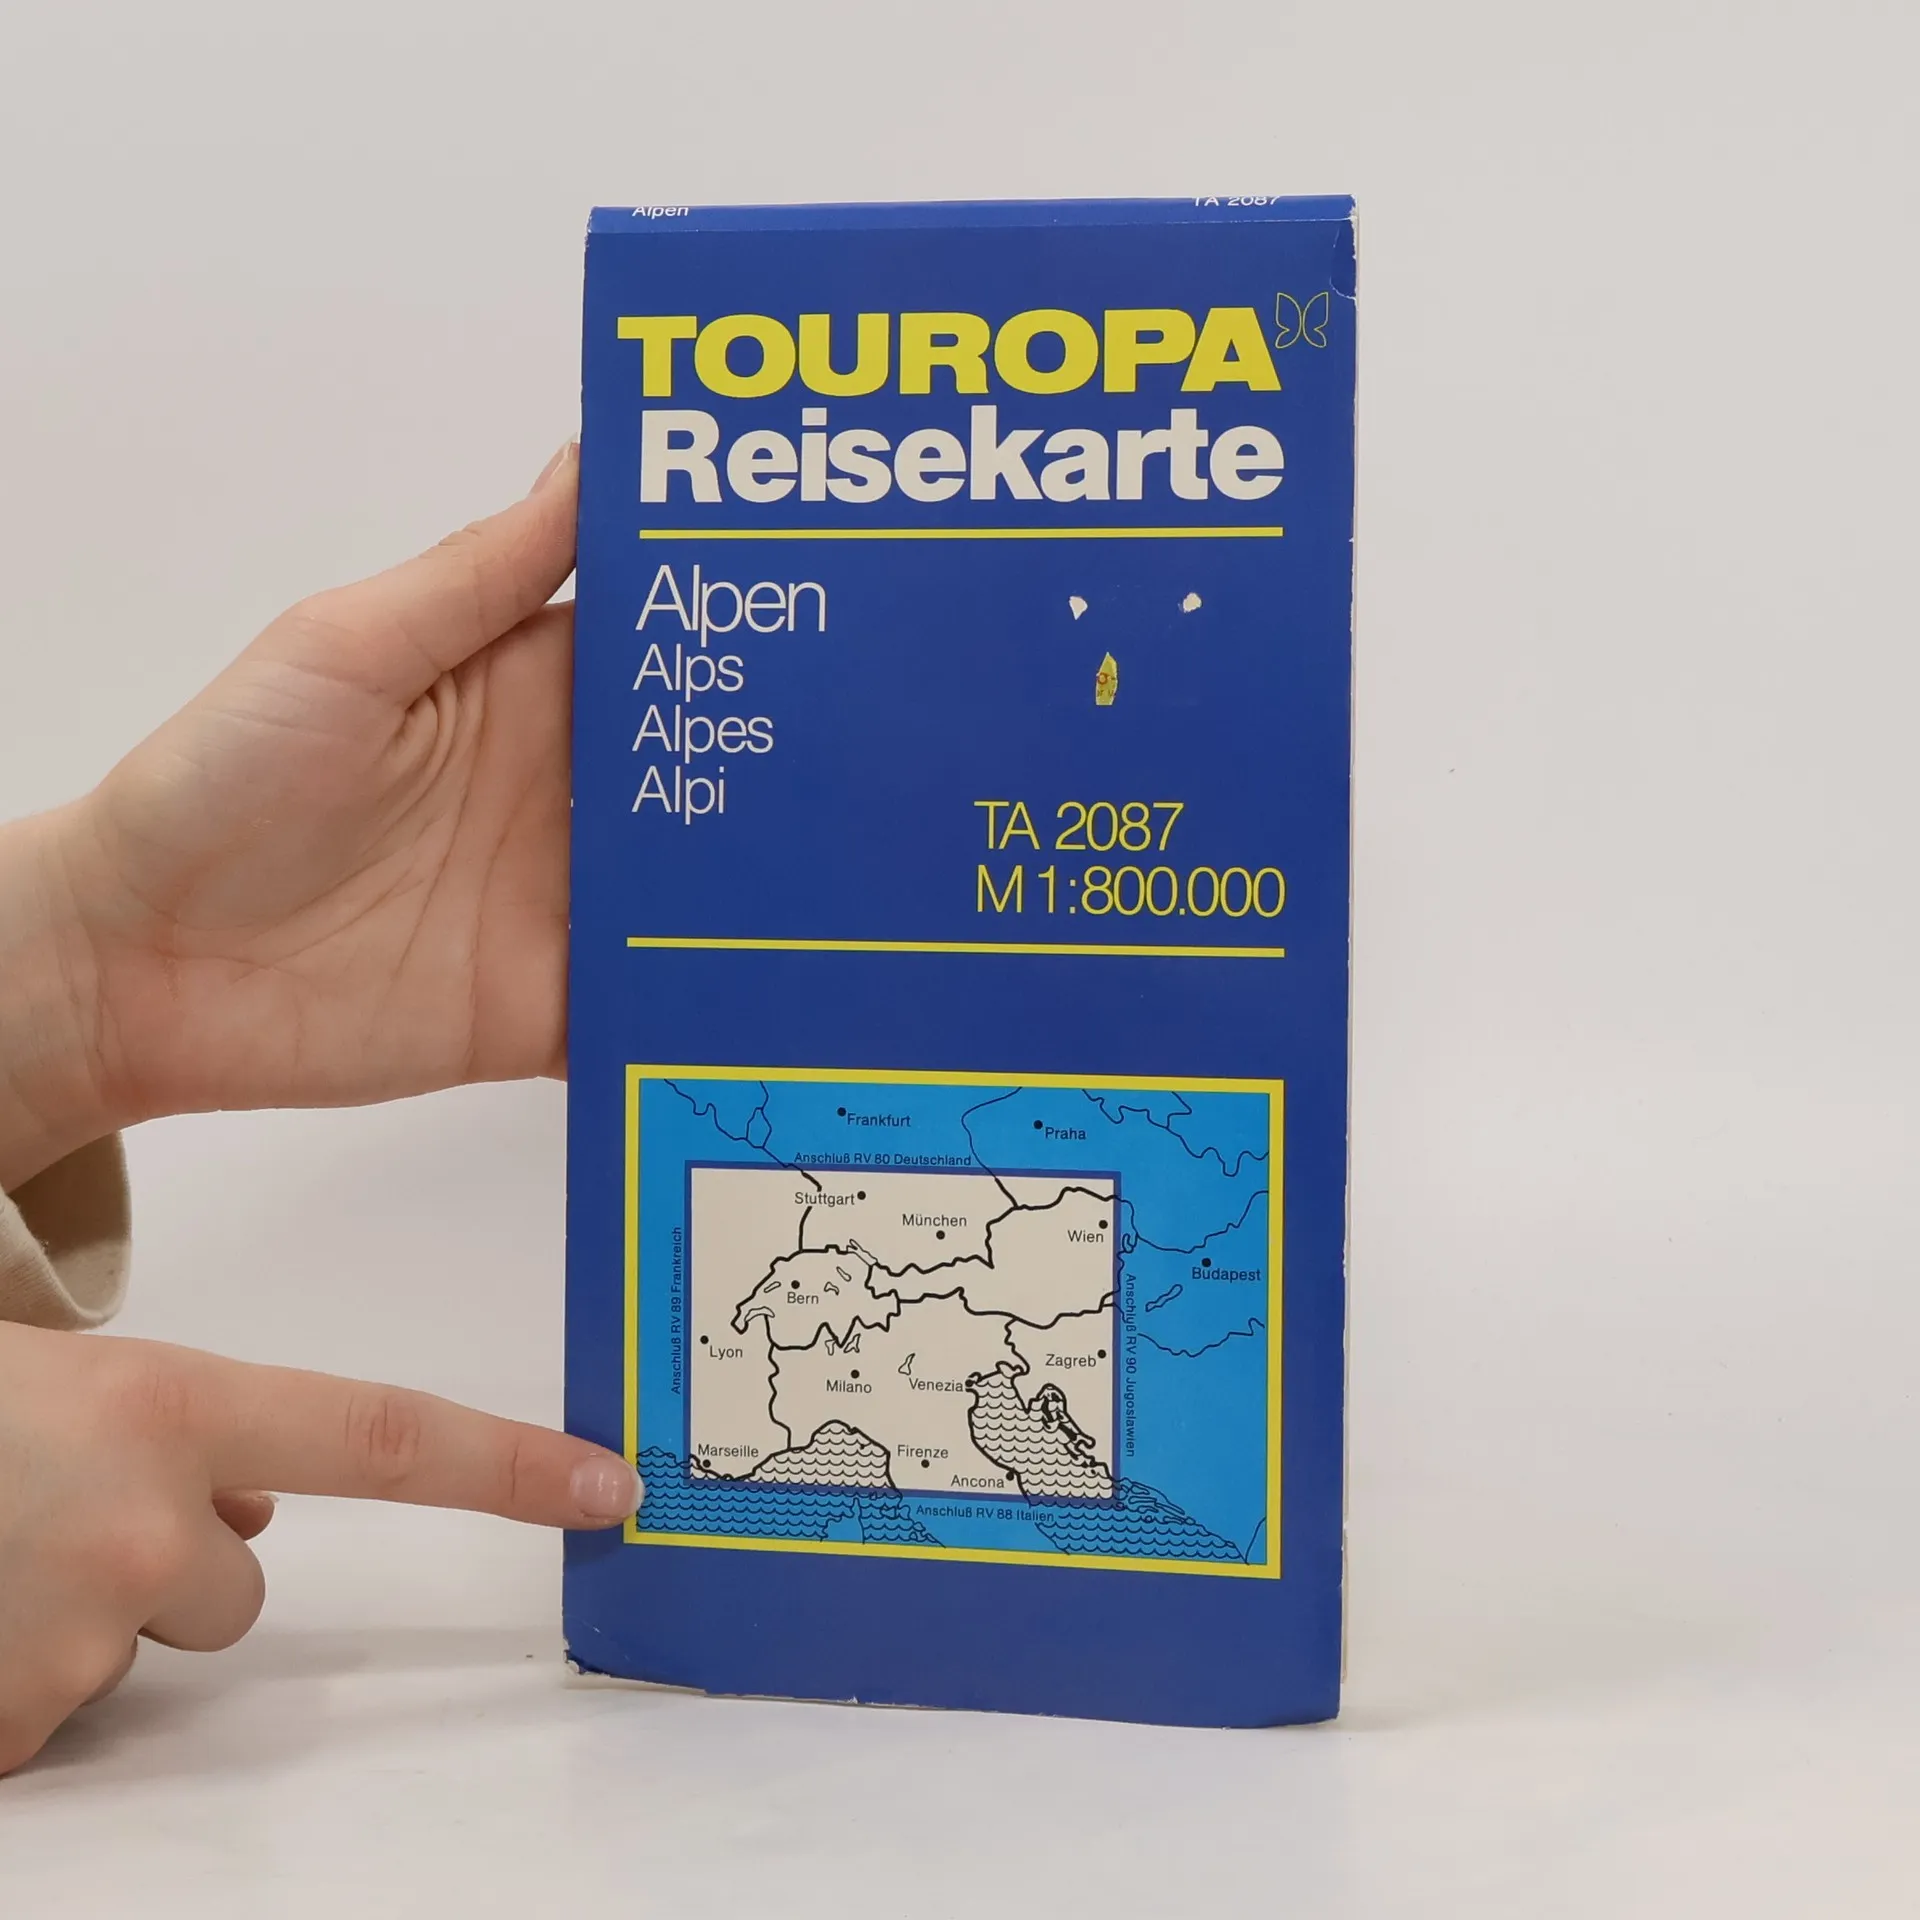 Alpen TA 2087
TOUROPA
Reisekarte
Alpen
Alps
Alpes
Alpi
TA 2087
M 1:800.000
Frankfurt
Praha
Anschluß RV 80 Deutschland
Stuttgart
München
Wien
Budapest
Anschluß RV 89 Frankreich
Anschluß RV 90 Jugoslawien
Bern
Lyon
Zagreb
Milano
Venezia
Marseille
Firenze
Ancona
Anschluß RV 88 Italien